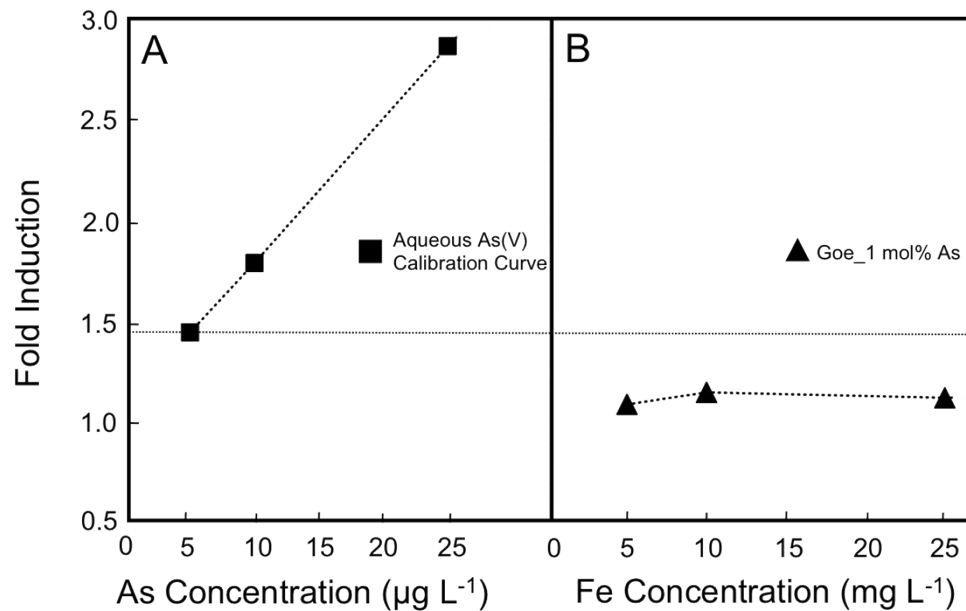 A
B
3.0
2.5
2.0
1.5
1.0
0.5
Fold Induction
Aqueous As(V)
Calibration Curve
Goe_1 mol% As
0 5 10 15 20 25
0 5 10 15 20 25
As Concentration (µg L⁻¹)
Fe Concentration (mg L⁻¹)